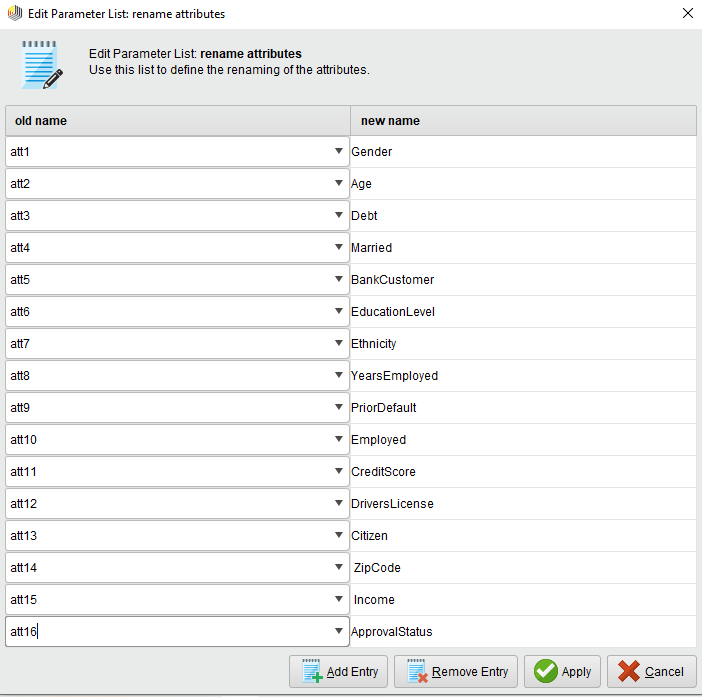 Edit Parameter List: rename attributes
Edit Parameter List: rename attributes
Use this list to define the renaming of the attributes.
old name new name
att1 Gender
att2 Age
att3 Debt
att4 Married
att5 BankCustomer
att6 EducationLevel
att7 Ethnicity
att8 YearsEmployed
att9 PriorDefault
att10 Employed
att11 CreditScore
att12 DriversLicense
att13 Citizen
att14 ZipCode
att15 Income
att16 ApprovalStatus
Add Entry Remove Entry Apply Cancel